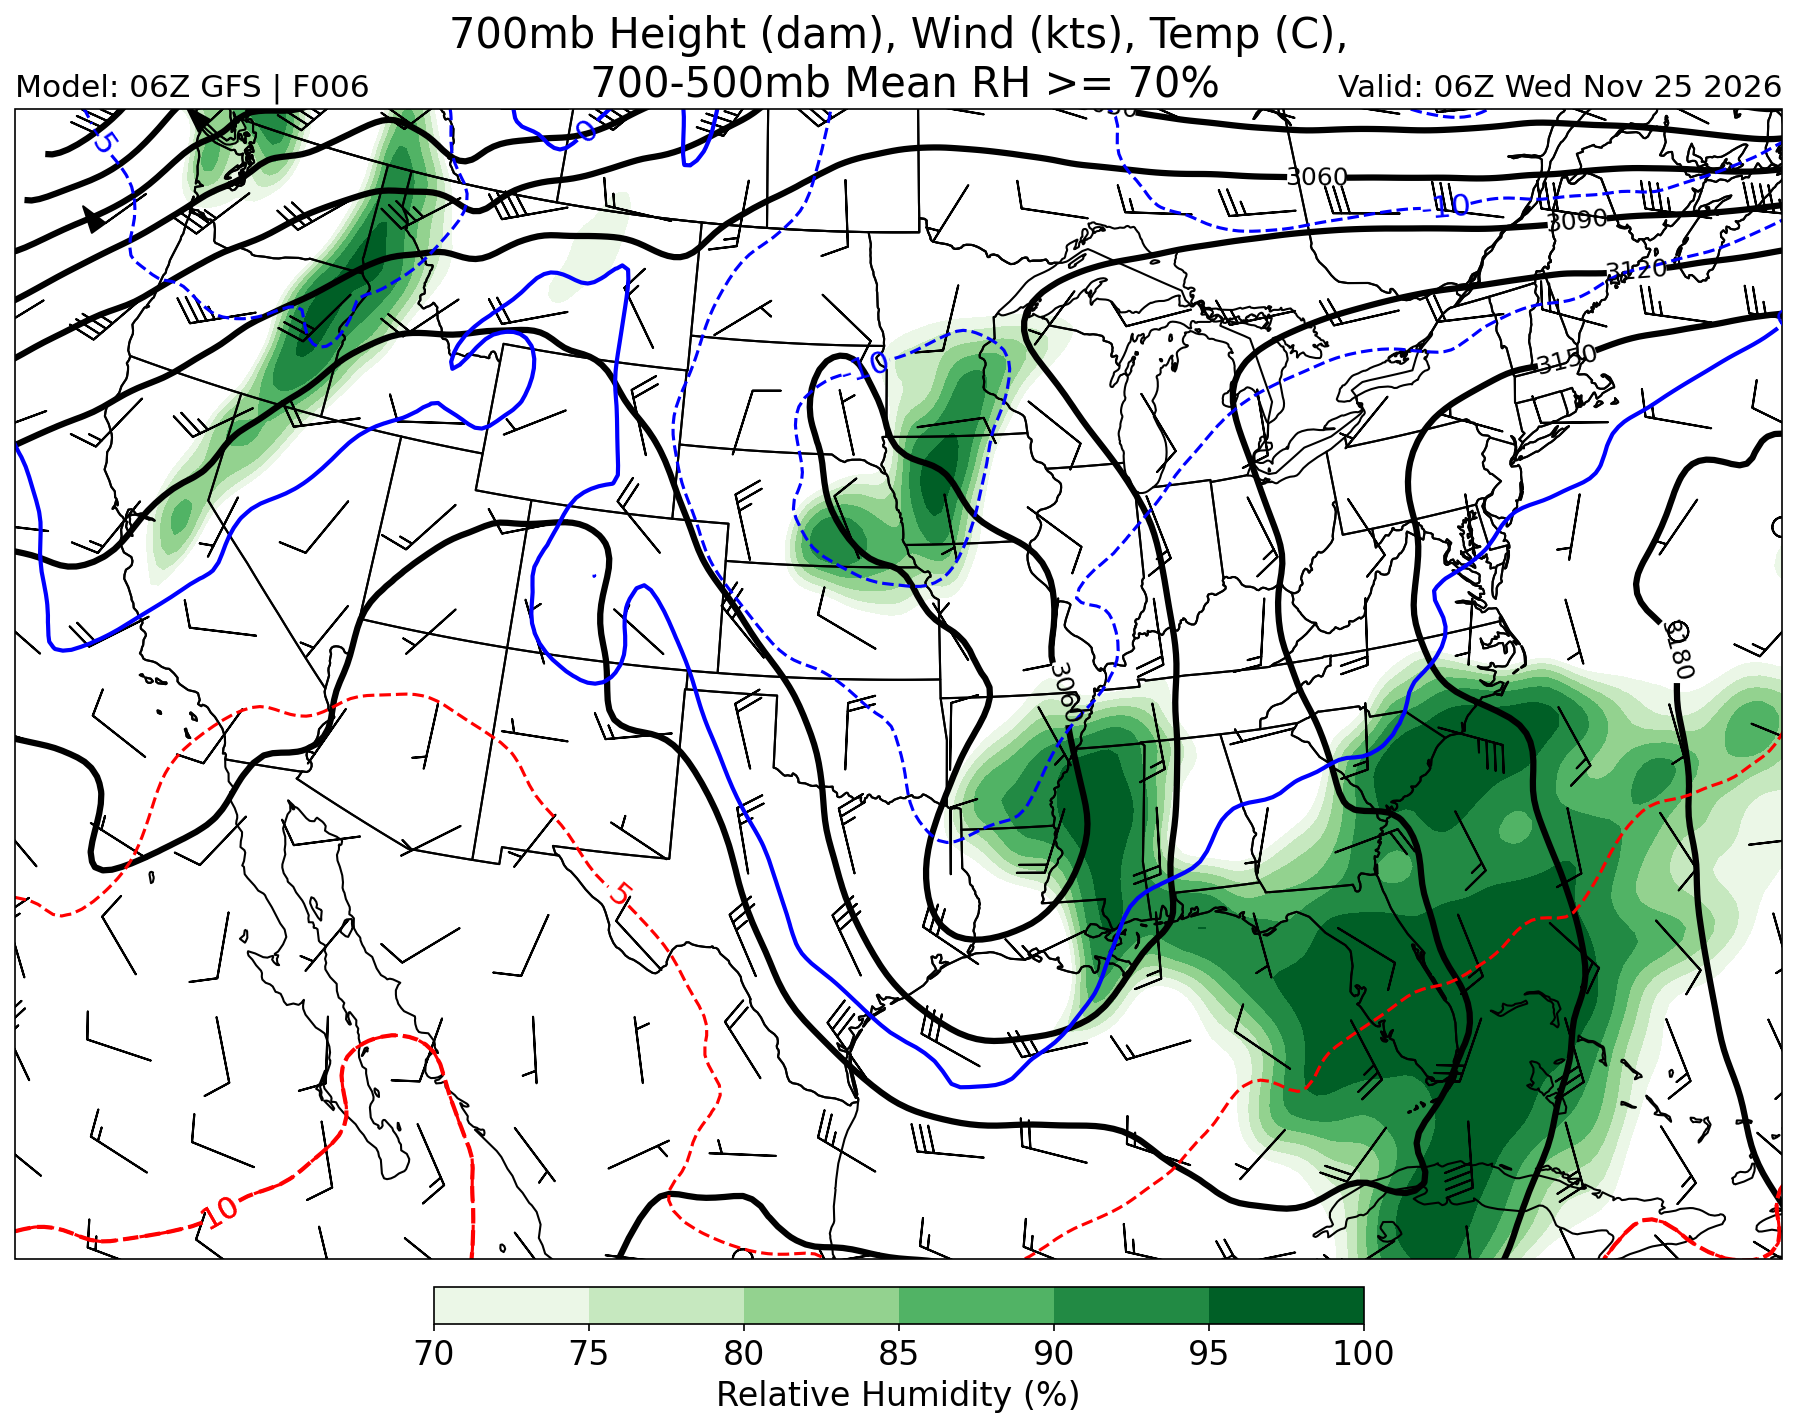 700mb Height (dam), Wind (kts), Temp (C),
700-500mb Mean RH >= 70%
Model: 06Z GFS | F006
Valid: 06Z Wed Nov 25 2026
-5
0
3060
-10
3090
3120
3150
-10
3180
3060
5
10
70 75 80 85 90 95 100
Relative Humidity (%)